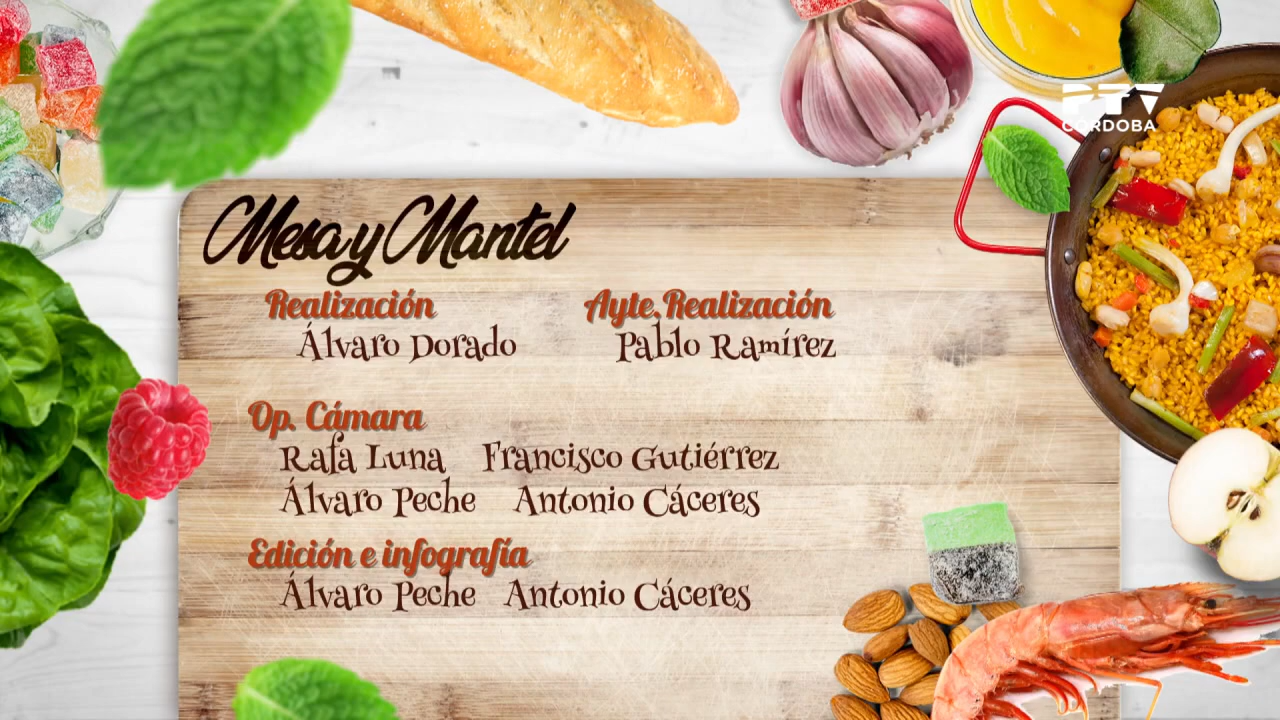 PTV
CÓRDOBA
Mesa y Mantel
Realización Ayte.Realización
Álvaro Dorado Pablo Ramírez
Op. Cámara
Rafa Luna Francisco Gutiérrez
Álvaro Peche Antonio Cáceres
Edición e infografía
Álvaro Peche Antonio Cáceres